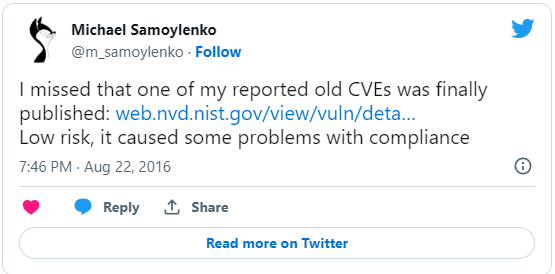 Michael Samoylenko
@m_samoylenko · Follow
I missed that one of my reported old CVEs was finally
published: web.nvd.nist.gov/view/vuln/deta...
Low risk, it caused some problems with compliance
7:46 PM · Aug 22, 2016
Reply
Share
Read more on Twitter